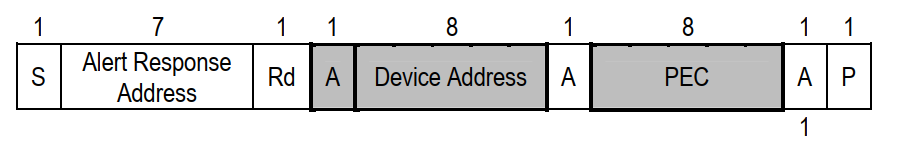 1 7 1 1 8 1 8 1 1
S Alert Response Address Rd A Device Address A PEC A P
1